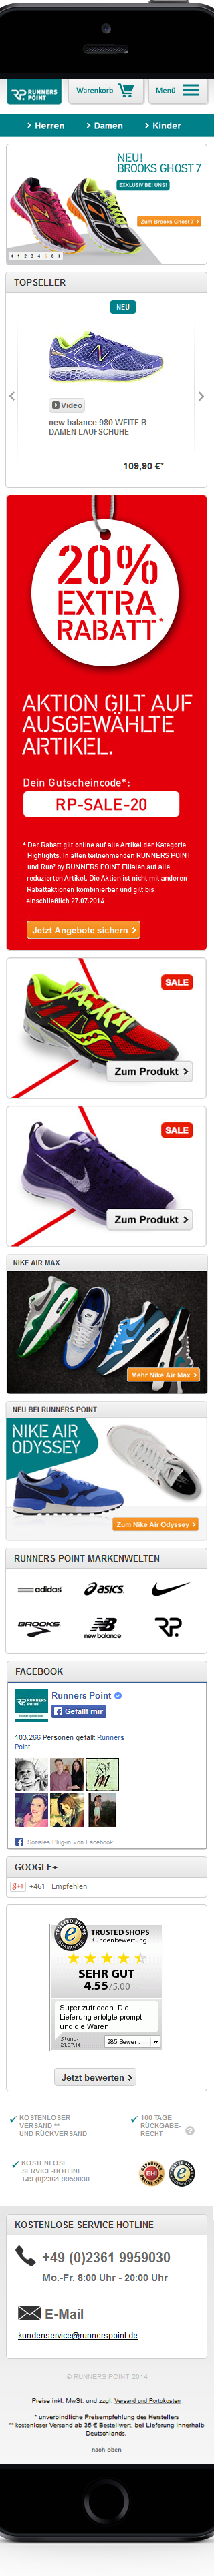 RUNNERS
POINT
Warenkorb
Menü
Herren
Damen
Kinder
NEU!
BROOKS GHOST 7
EXKLUSIV BEI UNS!
Zum Brooks Ghost 7
1 2 3 4 5 6
TOPSELLER
NEU
Video
new balance 980 WEITE B
DAMEN LAUFSCHUHE
109,90 €*
20%
EXTRA
RABATT*
AKTION GILT AUF
AUSGEWÄHLTE
ARTIKEL.
Dein Gutscheincode*:
RP-SALE-20
* Der Rabatt gilt online auf alle Artikel der Kategorie
Highlights. In allen teilnehmenden RUNNERS POINT
und Run² by RUNNERS POINT Filialen auf alle
reduzierten Artikel. Die Aktion ist nicht mit anderen
Rabattaktionen kombinierbar und gilt bis
einschließlich 27.07.2014
Jetzt Angebote sichern
SALE
Zum Produkt
SALE
Zum Produkt
NIKE AIR MAX
Mehr Nike Air Max
NEU BEI RUNNERS POINT
NIKE AIR
ODYSSEY
Zum Nike Air Odyssey
RUNNERS POINT MARKENWELTEN
adidas
asics
BROOKS
new balance
RP.
FACEBOOK
RUNNERS
POINT
Runners Point
Gefällt mir
103.266 Personen gefällt Runners
Point.
Soziales Plug-in von Facebook
GOOGLE+
g+1 +461 Empfehlen
TRUSTED SHOPS
Kundenbewertung
SEHR GUT
4.55/5.00
Super zufrieden. Die
Lieferung erfolgte prompt
und die Waren...
Stand:
21.07.14
285 Bewert.
Jetzt bewerten
KOSTENLOSER
VERSAND **
UND RÜCKVERSAND
100 TAGE
RÜCKGABE-
RECHT
?
KOSTENLOSE
SERVICE-HOTLINE
+49 (0)2361 9959030
EHI
KOSTENLOSE SERVICE HOTLINE
+49 (0)2361 9959030
Mo.-Fr. 8:00 Uhr - 20:00 Uhr
E-Mail
kundenservice@runnerspoint.de
© RUNNERS POINT 2014
Preise inkl. MwSt. und zzgl. Versand und Portokosten
* unverbindliche Preisempfehlung des Herstellers
** kostenloser Versand ab 35 € Bestellwert, bei Lieferung innerhalb
Deutschlands.
nach oben